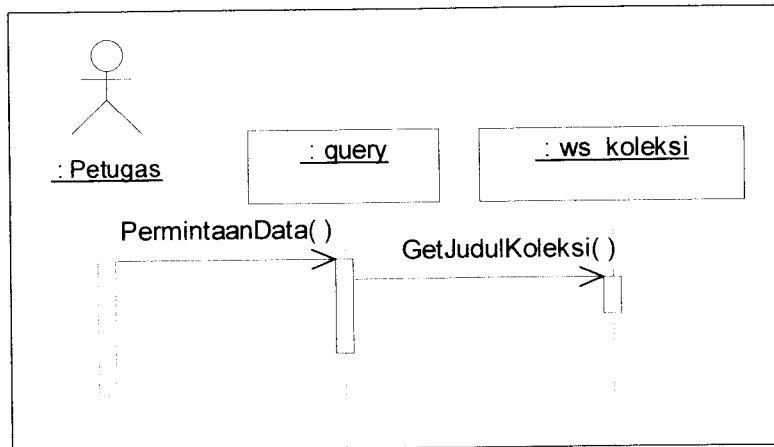 : Petugas
: query
: ws_koleksi
PermintaanData( )
GetJudulKoleksi( )